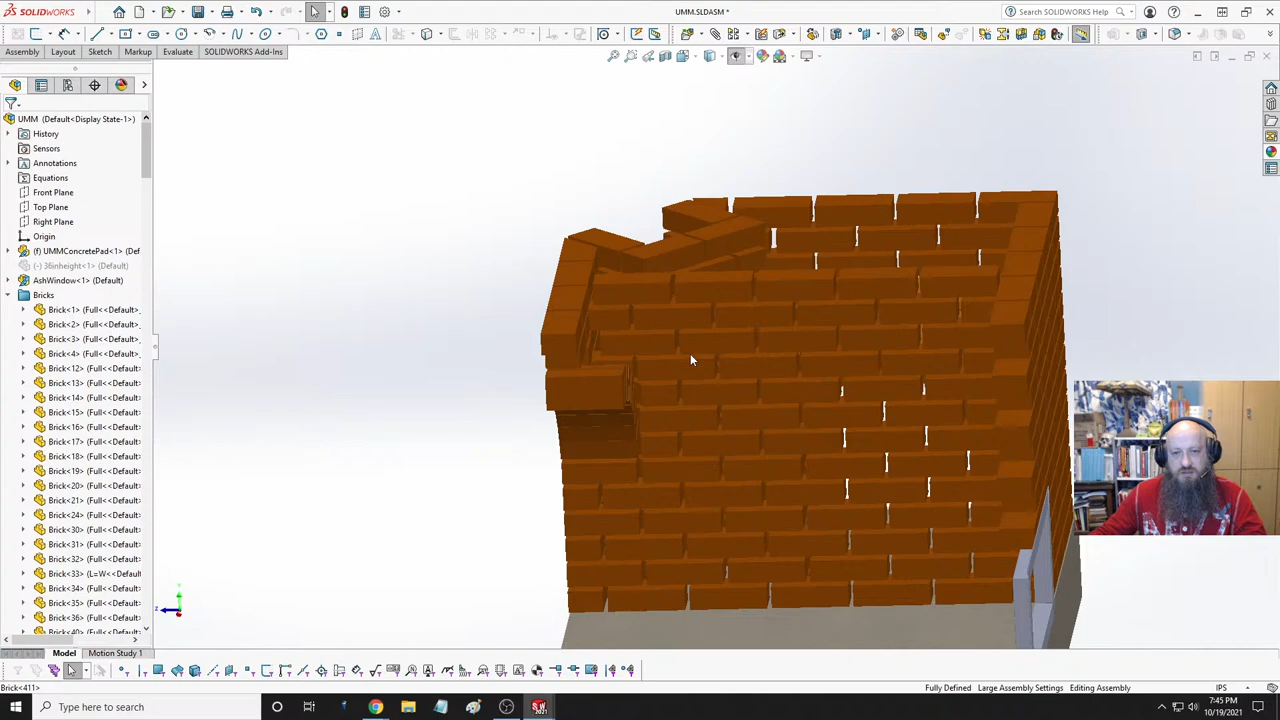 SOLIDWORKS
UMM.SLDASM *
Search SOLIDWORKS Help
Assembly
Layout
Sketch
Markup
Evaluate
SOLIDWORKS Add-Ins
UMM (Default<Display State-1>)
History
Sensors
Annotations
Equations
Front Plane
Top Plane
Right Plane
Origin
(f) UMMConcretePad<1> (Def
(-) 36inheight<1> (Default)
AshWindow<1> (Default)
Bricks
Brick<1> (Full<<Default>
Brick<2> (Full<<Default>
Brick<3> (Full<<Default>
Brick<4> (Full<<Default>
Brick<12> (Full<<Default>
Brick<13> (Full<<Default>
Brick<14> (Full<<Default>
Brick<15> (Full<<Default>
Brick<16> (Full<<Default>
Brick<17> (Full<<Default>
Brick<18> (Full<<Default>
Brick<19> (Full<<Default>
Brick<20> (Full<<Default>
Brick<21> (Full<<Default>
Brick<24> (Full<<Default>
Brick<30> (Full<<Default>
Brick<31> (Full<<Default>
Brick<32> (Full<<Default>
Brick<33> (L=W<<Default
Brick<34> (Full<<Default>
Brick<35> (Full<<Default>
Brick<36> (Full<<Default>
Brick<40> (Full<<Default>
Model
Motion Study 1
Brick<411>
Fully Defined
Large Assembly Settings
Editing Assembly
IPS
Type here to search
7:45 PM
10/19/2021